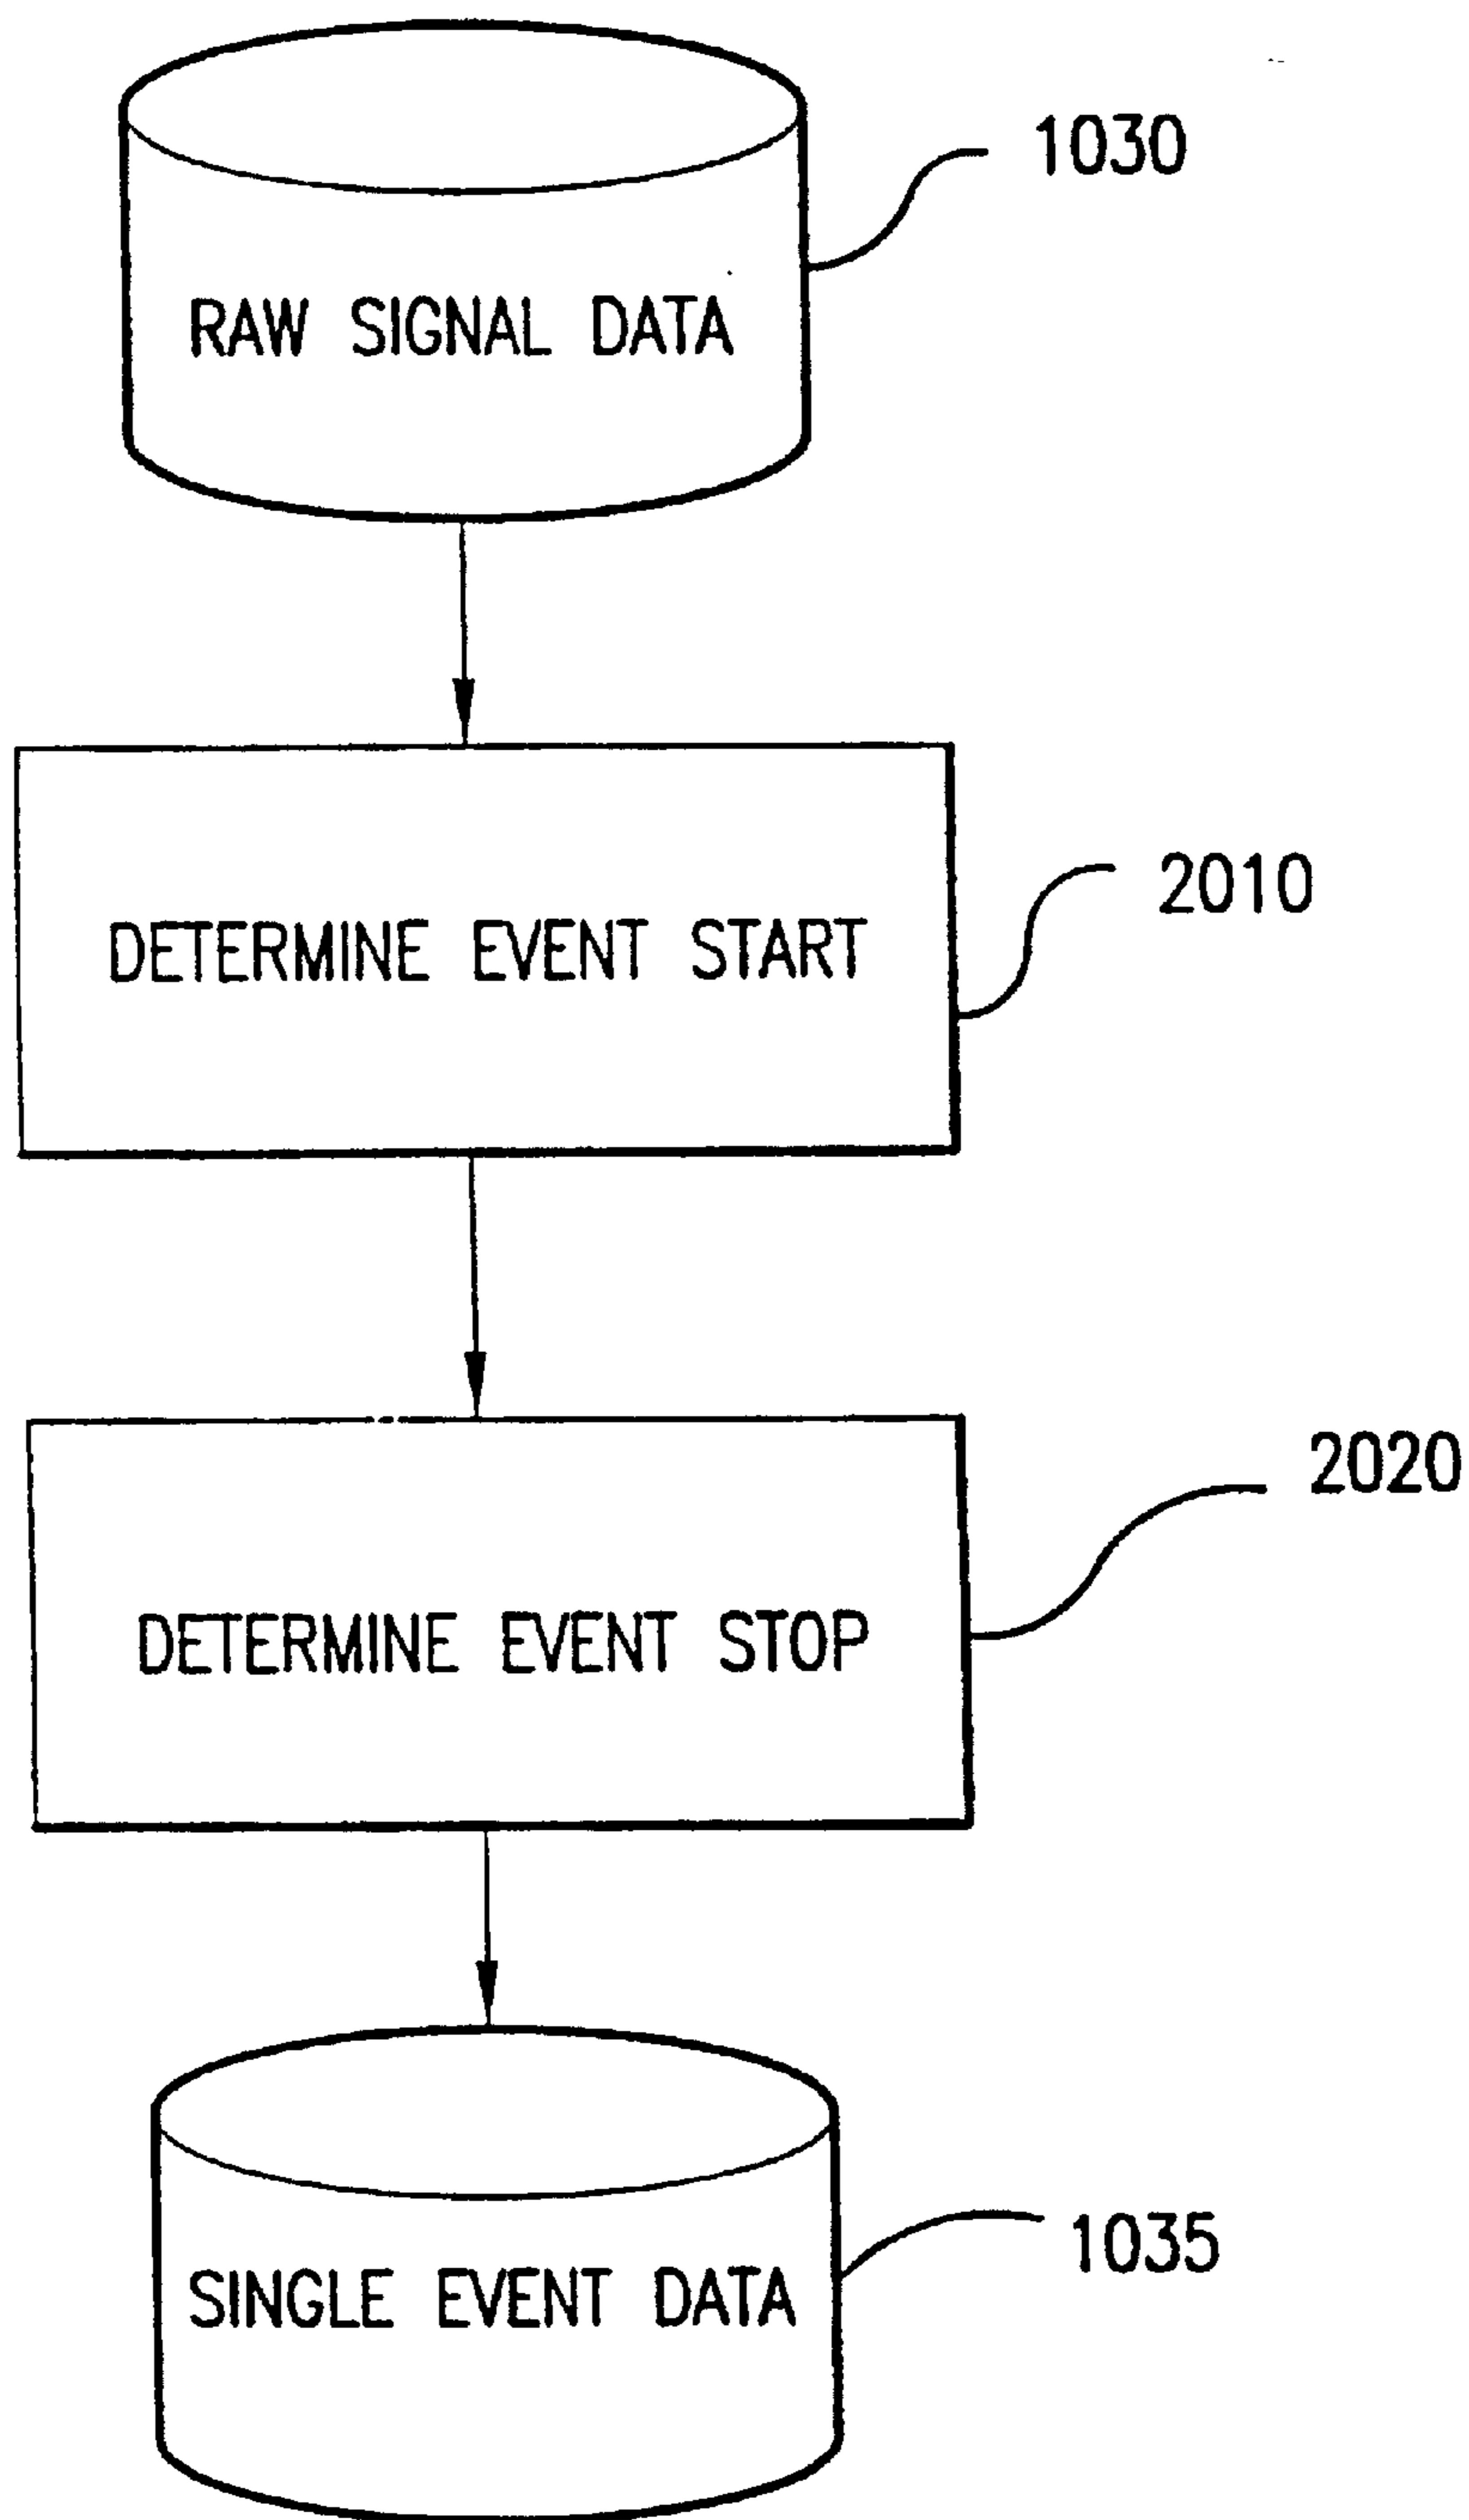 1030
RAW SIGNAL DATA
2010
DETERMINE EVENT START
2020
DETERMINE EVENT STOP
1035
SINGLE EVENT DATA